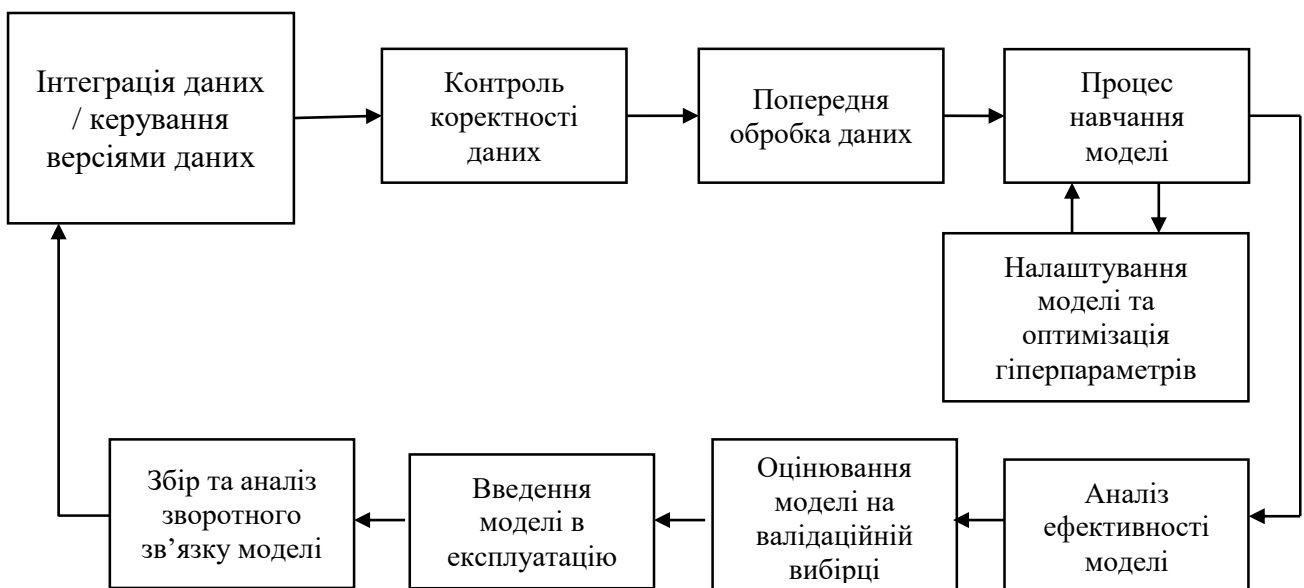 Інтеграція даних
/ керування
версіями даних
Контроль
коректності
даних
Попередня
обробка даних
Процес
навчання
моделі
Налаштування
моделі та
оптимізація
гіперпараметрів
Аналіз
ефективності
моделі
Оцінювання
моделі на
валідаційній
вибірці
Введення
моделі в
експлуатацію
Збір та аналіз
зворотного
зв’язку моделі